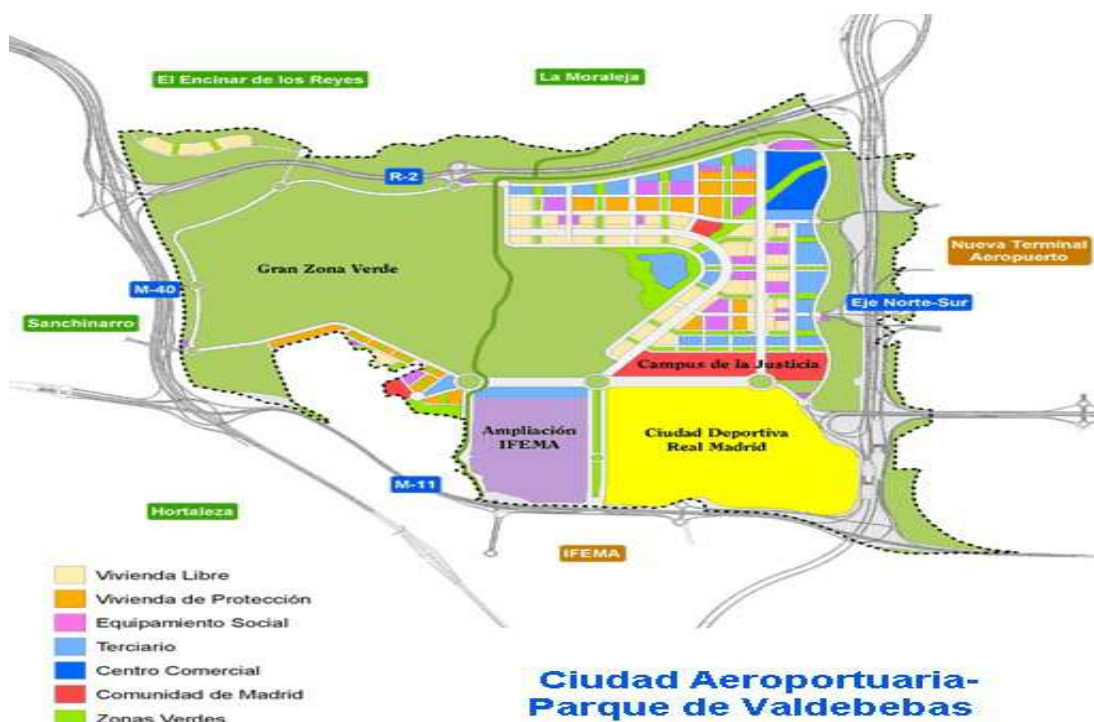 El Encinar de los Reyes
La Moraleja
R-2
Gran Zona Verde
M-40
Nueva Terminal
Aeropuerto
Eje Norte-Sur
Sanchinarro
Campus de la Justicia
Ampliación
IFEMA
Ciudad Deportiva
Real Madrid
M-11
Hortaleza
IFEMA
Vivienda Libre
Vivienda de Protección
Equipamiento Social
Terciario
Centro Comercial
Comunidad de Madrid
Zonas Verdes
Ciudad Aeroportuaria-
Parque de Valdebebas